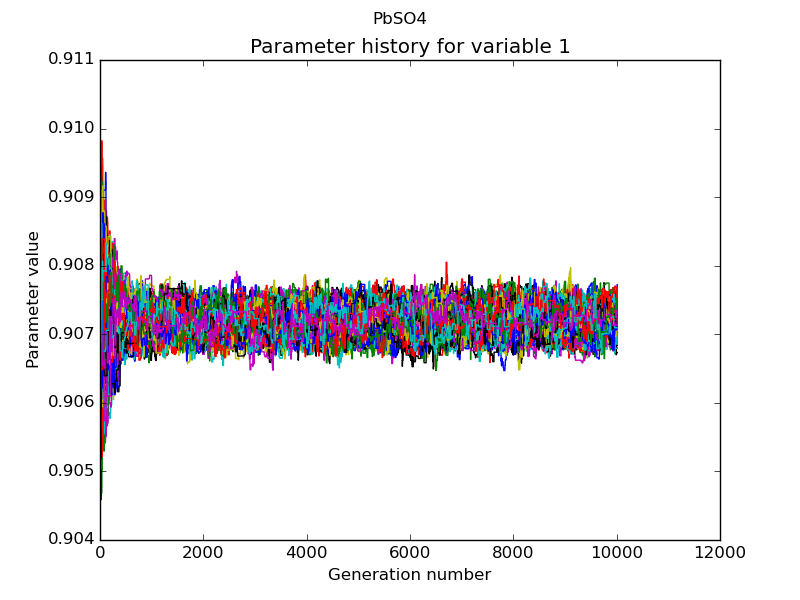 PbSO4
Parameter history for variable 1
0.911
0.910
0.909
0.908
0.907
0.906
0.905
0.904
Parameter value
0 2000 4000 6000 8000 10000 12000
Generation number